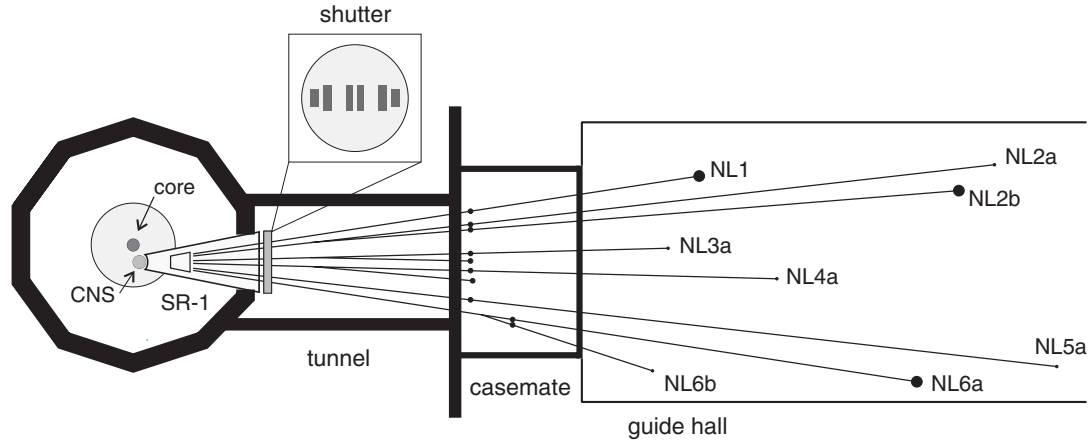 shutter
core
CNS
SR-1
tunnel
casemate
guide hall
NL1
NL2a
NL2b
NL3a
NL4a
NL5a
NL6a
NL6b